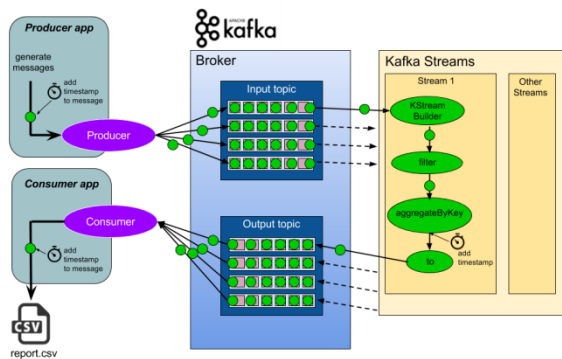 Producer app
generate
messages
add
timestamp
to message
Producer
APACHE
kafka
Broker
Input topic
Kafka Streams
Stream 1
Other
Streams
KStream
Builder
filter
aggregateByKey
add
timestamp
to
Consumer app
Consumer
add
timestamp
to message
Output topic
CSV
report.csv